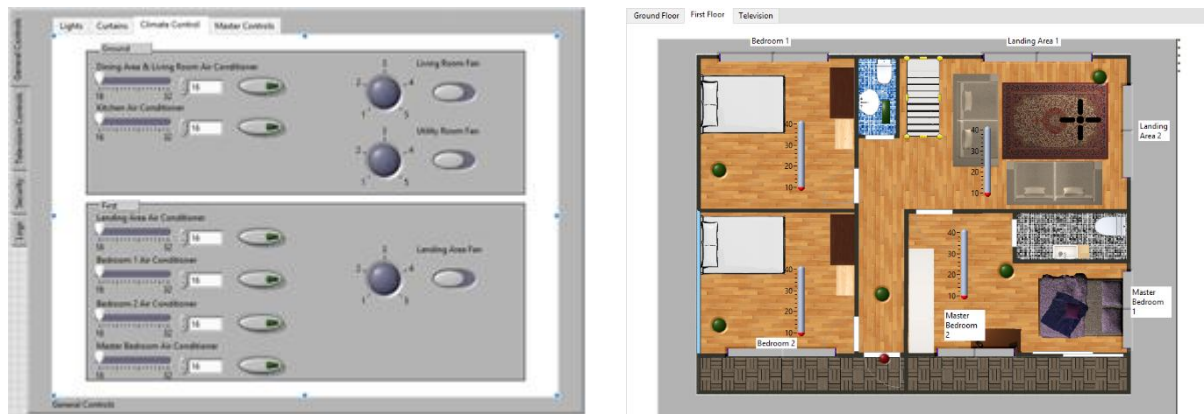 Lights Curtains Climate Control Master Controls
General Controls
Television Controls
Security
Logs
Ground
Dining Area & Living Room Air Conditioner
16
18 32
Kitchen Air Conditioner
16
18 32
Living Room Fan
1 2 3 4 5
Utility Room Fan
1 2 3 4 5
First
Landing Area Air Conditioner
16
18 32
Bedroom 1 Air Conditioner
16
18 32
Bedroom 2 Air Conditioner
16
18 32
Master Bedroom Air Conditioner
16
18 32
Landing Area Fan
1 2 3 4 5
General Controls
Ground Floor First Floor Television
Bedroom 1
Landing Area 1
40
30
20
10
40
30
20
10
Landing
Area 2
40
30
20
10
Bedroom 2
40
30
20
10
Master
Bedroom
2
Master
Bedroom
1